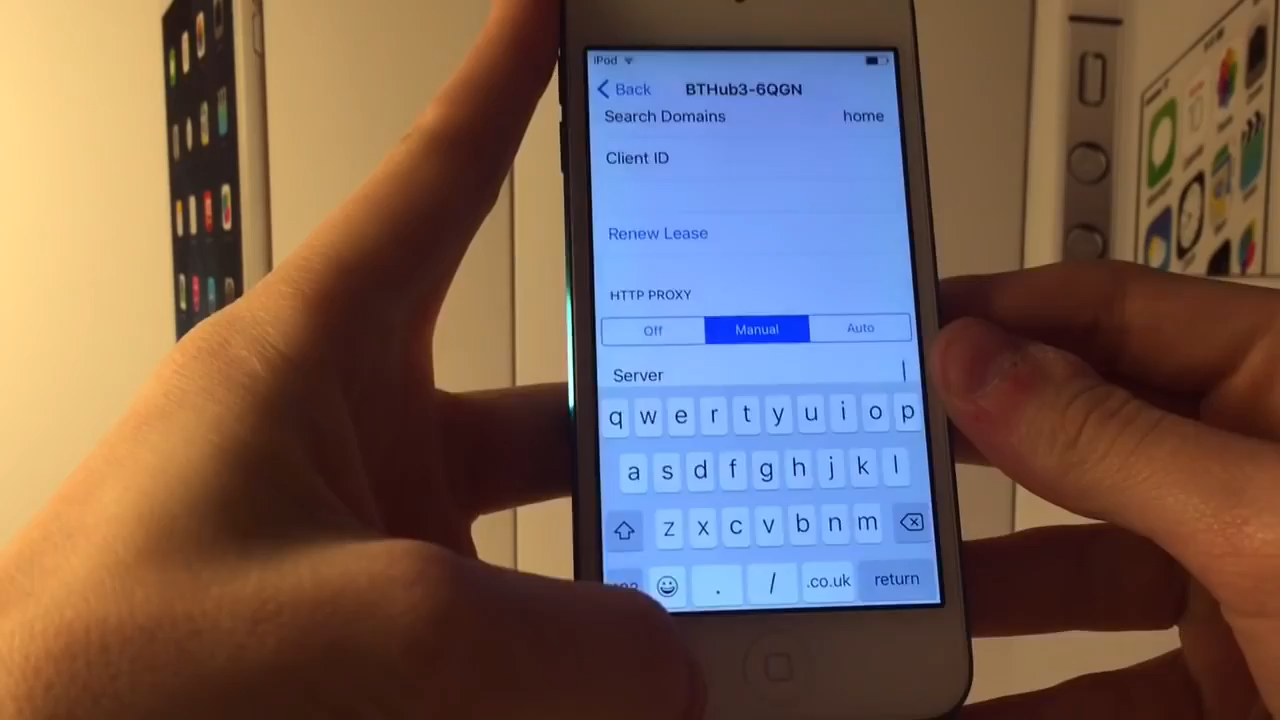 iPod
Back BTHub3-6QGN
Search Domains home
Client ID
Renew Lease
HTTP PROXY
Off Manual Auto
Server
q w e r t y u i o p
a s d f g h j k l
z x c v b n m
. / .co.uk return